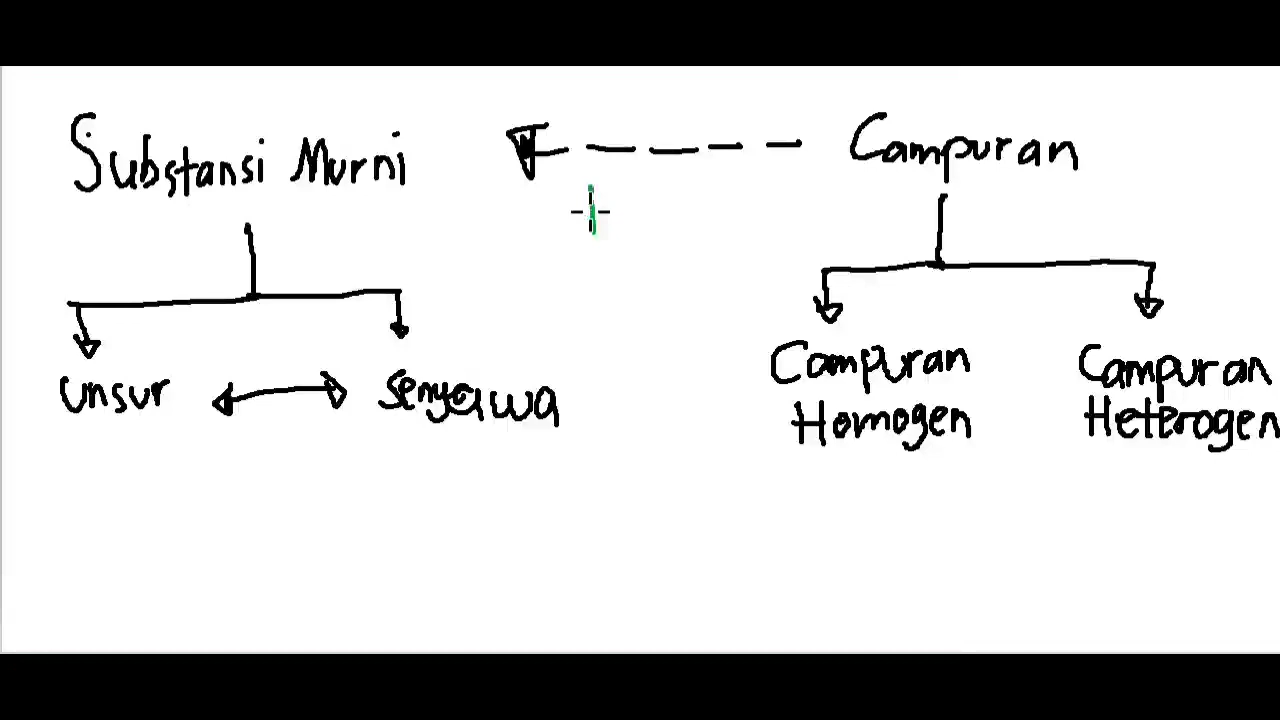 Substansi Murni
Campuran
unsur
senyawa
Campuran
Homogen
Campuran
Heterogen